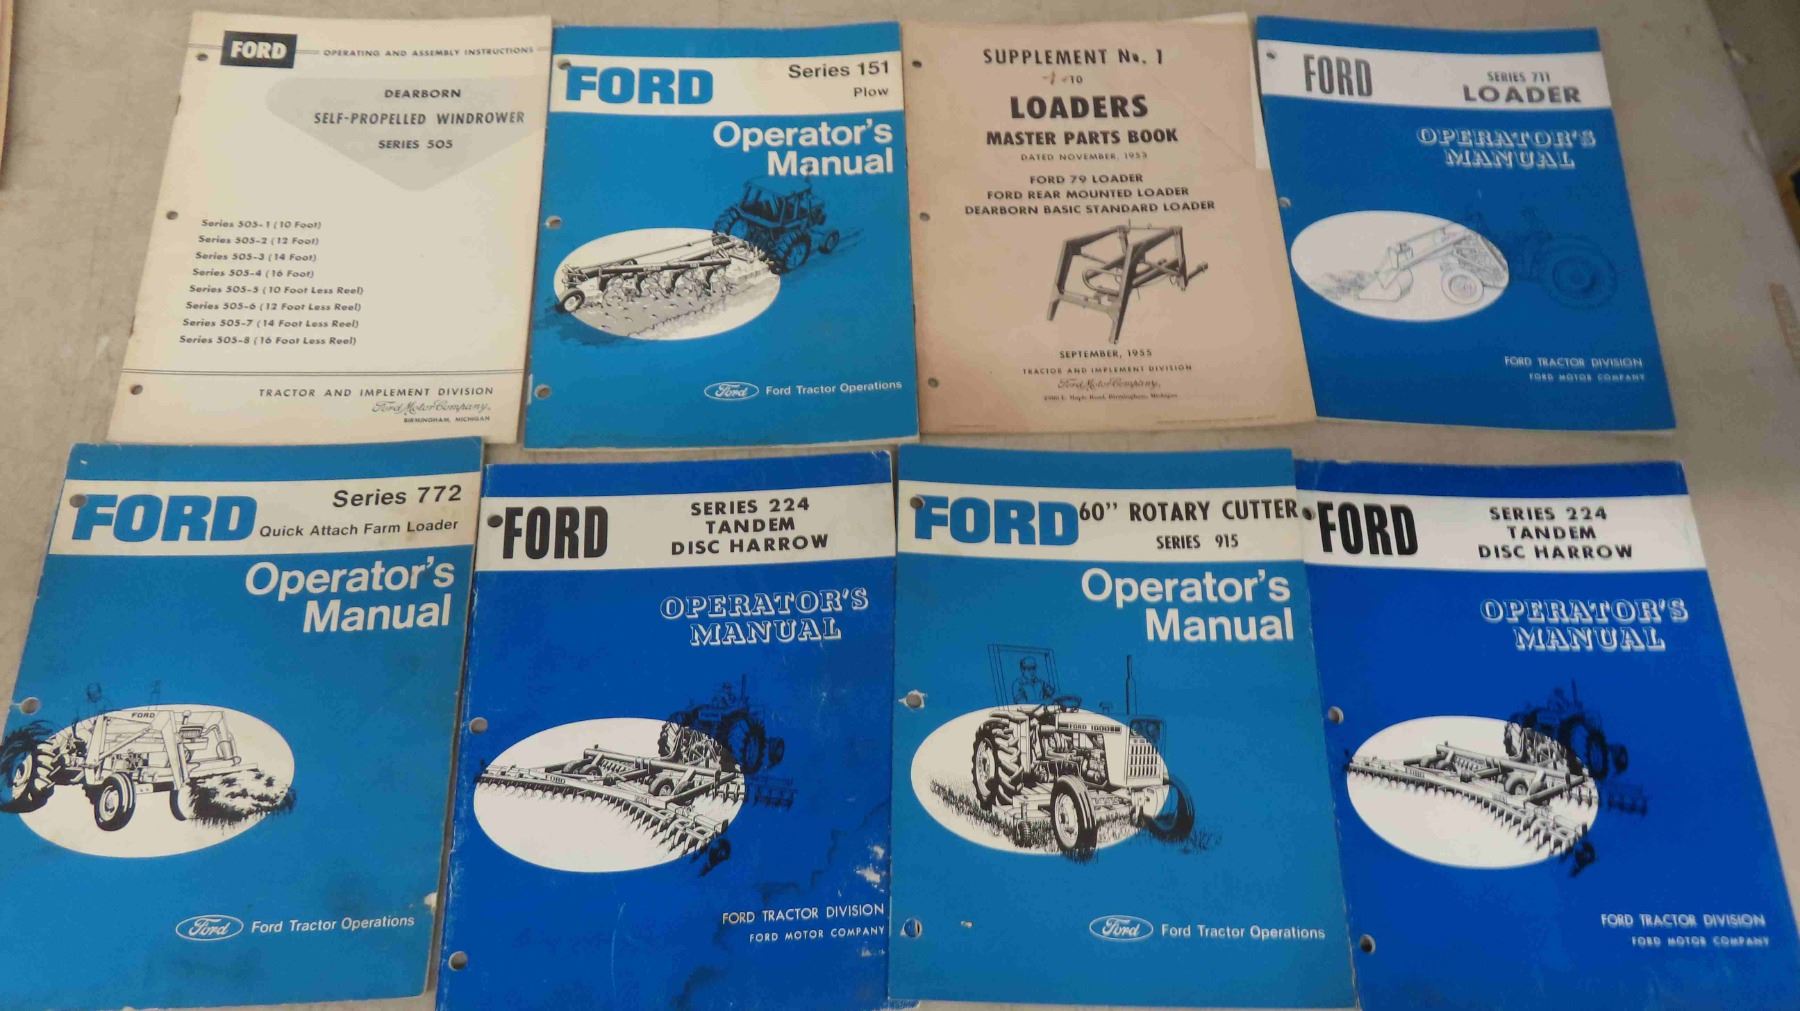 FORD OPERATING AND ASSEMBLY INSTRUCTIONS
DEARBORN
SELF-PROPELLED WINDROWER
SERIES 505
Series 505-1 (10 Foot)
Series 505-2 (12 Foot)
Series 505-3 (14 Foot)
Series 505-4 (16 Foot)
Series 505-5 (10 Foot Less Reel)
Series 505-6 (12 Foot Less Reel)
Series 505-7 (14 Foot Less Reel)
Series 505-8 (16 Foot Less Reel)
TRACTOR AND IMPLEMENT DIVISION
Ford Motor Company,
BIRMINGHAM, MICHIGAN
FORD
Series 151
Plow
Operator's
Manual
Ford Ford Tractor Operations
SUPPLEMENT No. 1
TO
LOADERS
MASTER PARTS BOOK
DATED NOVEMBER, 1953
FORD 79 LOADER
FORD REAR MOUNTED LOADER
DEARBORN BASIC STANDARD LOADER
SEPTEMBER, 1955
TRACTOR AND IMPLEMENT DIVISION
Ford Motor Company,
Birmingham, Michigan
FORD
SERIES 711
LOADER
OPERATOR'S
MANUAL
FORD TRACTOR DIVISION
FORD MOTOR COMPANY
FORD
Series 772
Quick Attach Farm Loader
Operator's
Manual
FORD
Ford Ford Tractor Operations
FORD
SERIES 224
TANDEM
DISC HARROW
OPERATOR'S
MANUAL
FORD TRACTOR DIVISION
FORD MOTOR COMPANY
FORD
60" ROTARY CUTTER
SERIES 915
Operator's
Manual
FORD 1000
Ford Ford Tractor Operations
FORD
SERIES 224
TANDEM
DISC HARROW
OPERATOR'S
MANUAL
FORD TRACTOR DIVISION
FORD MOTOR COMPANY